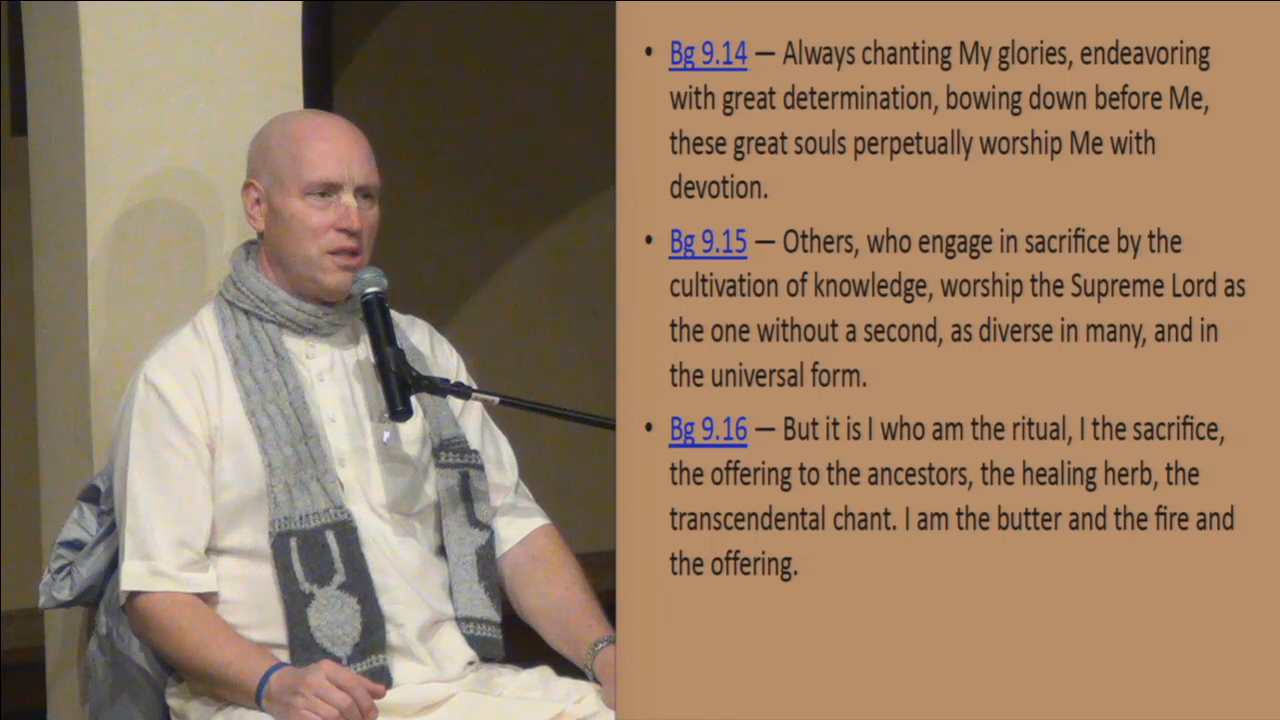 • Bg 9.14 — Always chanting My glories, endeavoring
with great determination, bowing down before Me,
these great souls perpetually worship Me with
devotion.
• Bg 9.15 — Others, who engage in sacrifice by the
cultivation of knowledge, worship the Supreme Lord as
the one without a second, as diverse in many, and in
the universal form.
• Bg 9.16 — But it is I who am the ritual, I the sacrifice,
the offering to the ancestors, the healing herb, the
transcendental chant. I am the butter and the fire and
the offering.